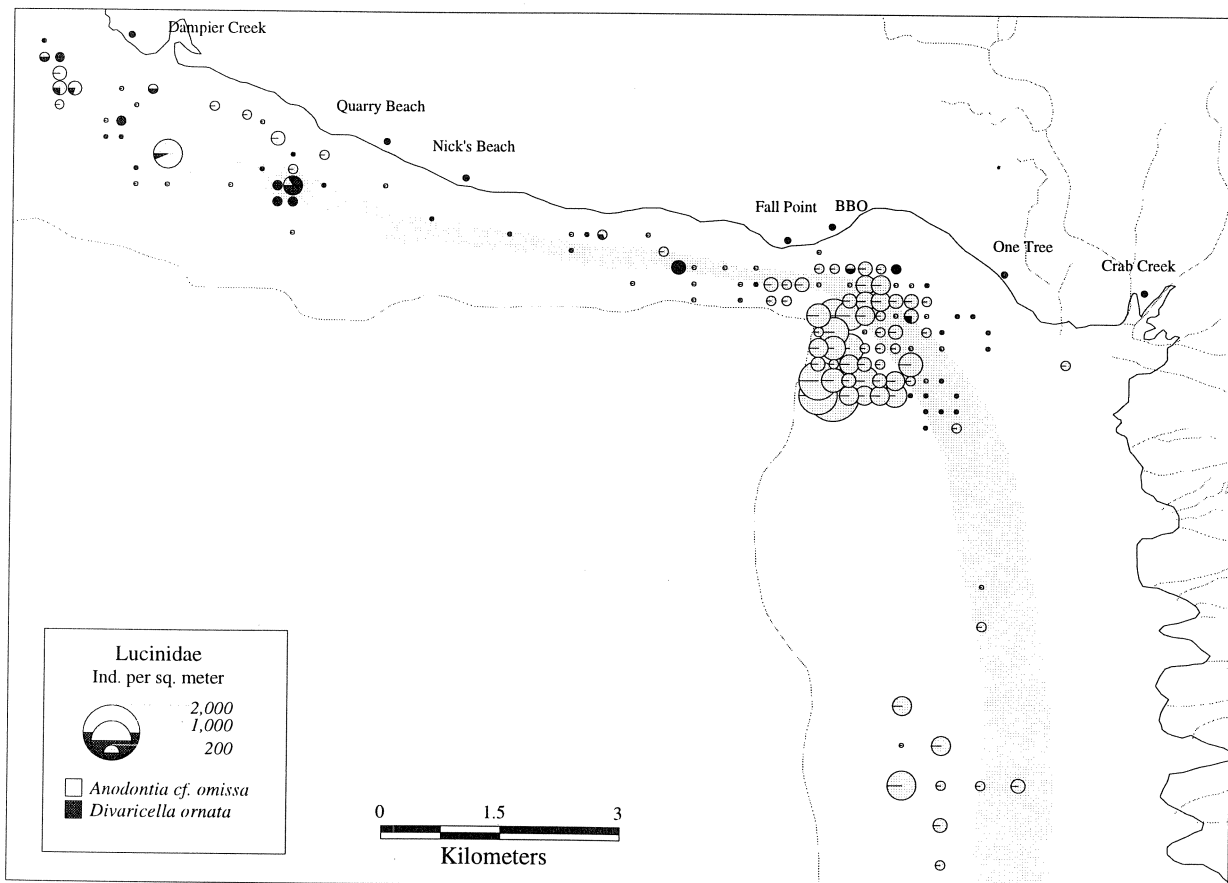 Dampier Creek
Quarry Beach
Nick's Beach
Fall Point
BBO
One Tree
Crab Creek
Lucinidae
Ind. per sq. meter
2,000
1,000
200
Anodontia cf. omissa
Divaricella ornata
0 1.5 3
Kilometers